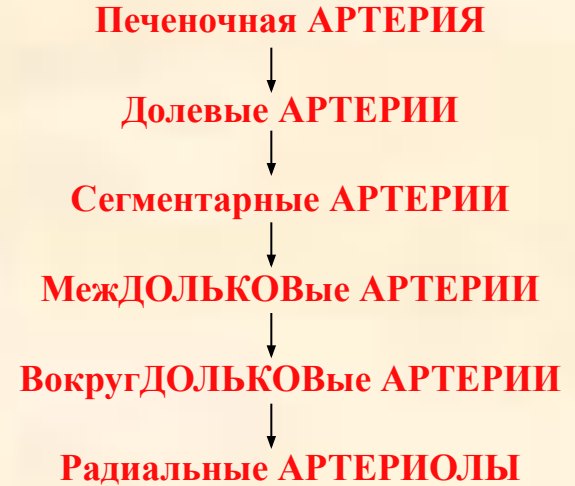 Печеночная АРТЕРИЯ
Долевые АРТЕРИИ
Сегментарные АРТЕРИИ
МежДОЛЬКОВые АРТЕРИИ
ВокругДОЛЬКОВые АРТЕРИИ
Радиальные АРТЕРИОЛЫ